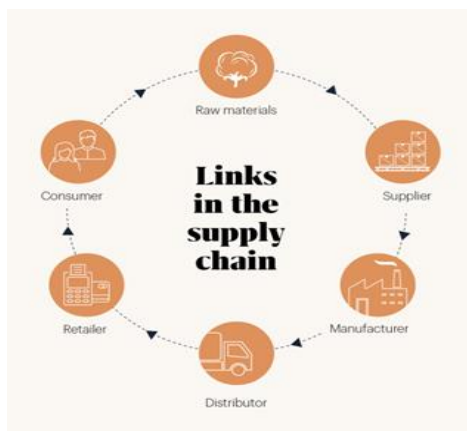 Raw materials
Consumer
Supplier
Links
in the
supply
chain
Retailer
Manufacturer
Distributor